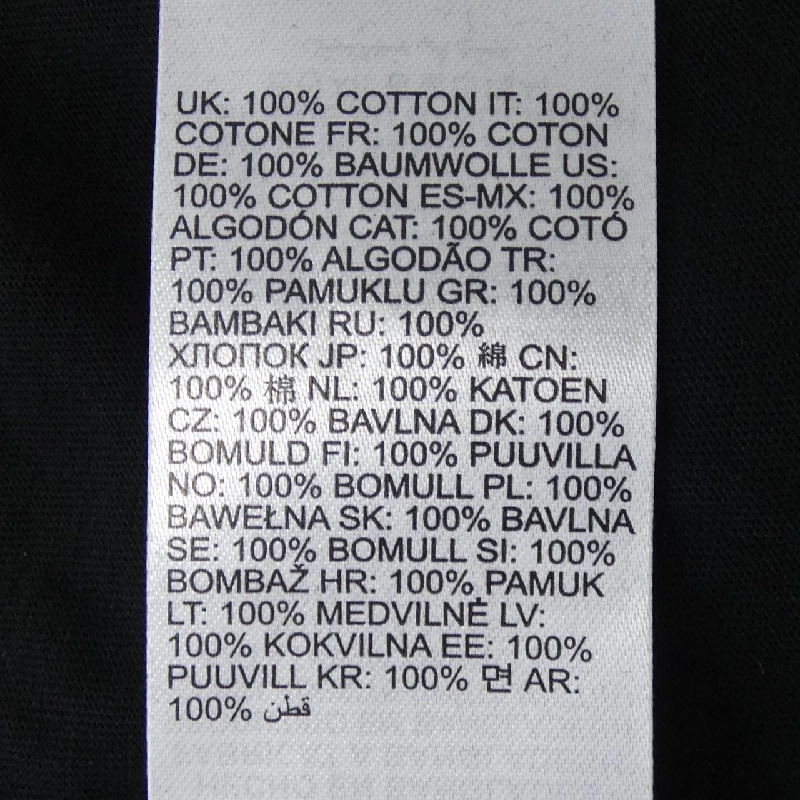 UK: 100% COTTON IT: 100%
COTONE FR: 100% COTON
DE: 100% BAUMWOLLE US:
100% COTTON ES-MX: 100%
ALGODÓN CAT: 100% COTÓ
PT: 100% ALGODÃO TR:
100% PAMUKLU GR: 100%
BAMBAKI RU: 100%
ХЛОПОК JP: 100% 綿 CN:
100% 棉 NL: 100% KATOEN
CZ: 100% BAVLNA DK: 100%
BOMULD FI: 100% PUUVILLA
NO: 100% BOMULL PL: 100%
BAWEŁNA SK: 100% BAVLNA
SE: 100% BOMULL SI: 100%
BOMBAŽ HR: 100% PAMUK
LT: 100% MEDVILNĖ LV:
100% KOKVILNA EE: 100%
PUUVILL KR: 100% 면 AR:
100% قطن